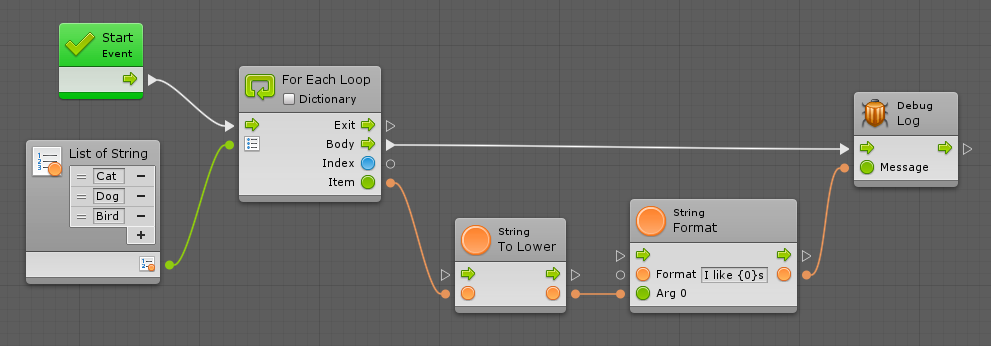 Start
Event
List of String
Cat
Dog
Bird
For Each Loop
Dictionary
Exit
Body
Index
Item
String
To Lower
String
Format
Format I like {0}s
Arg 0
Debug
Log
Message